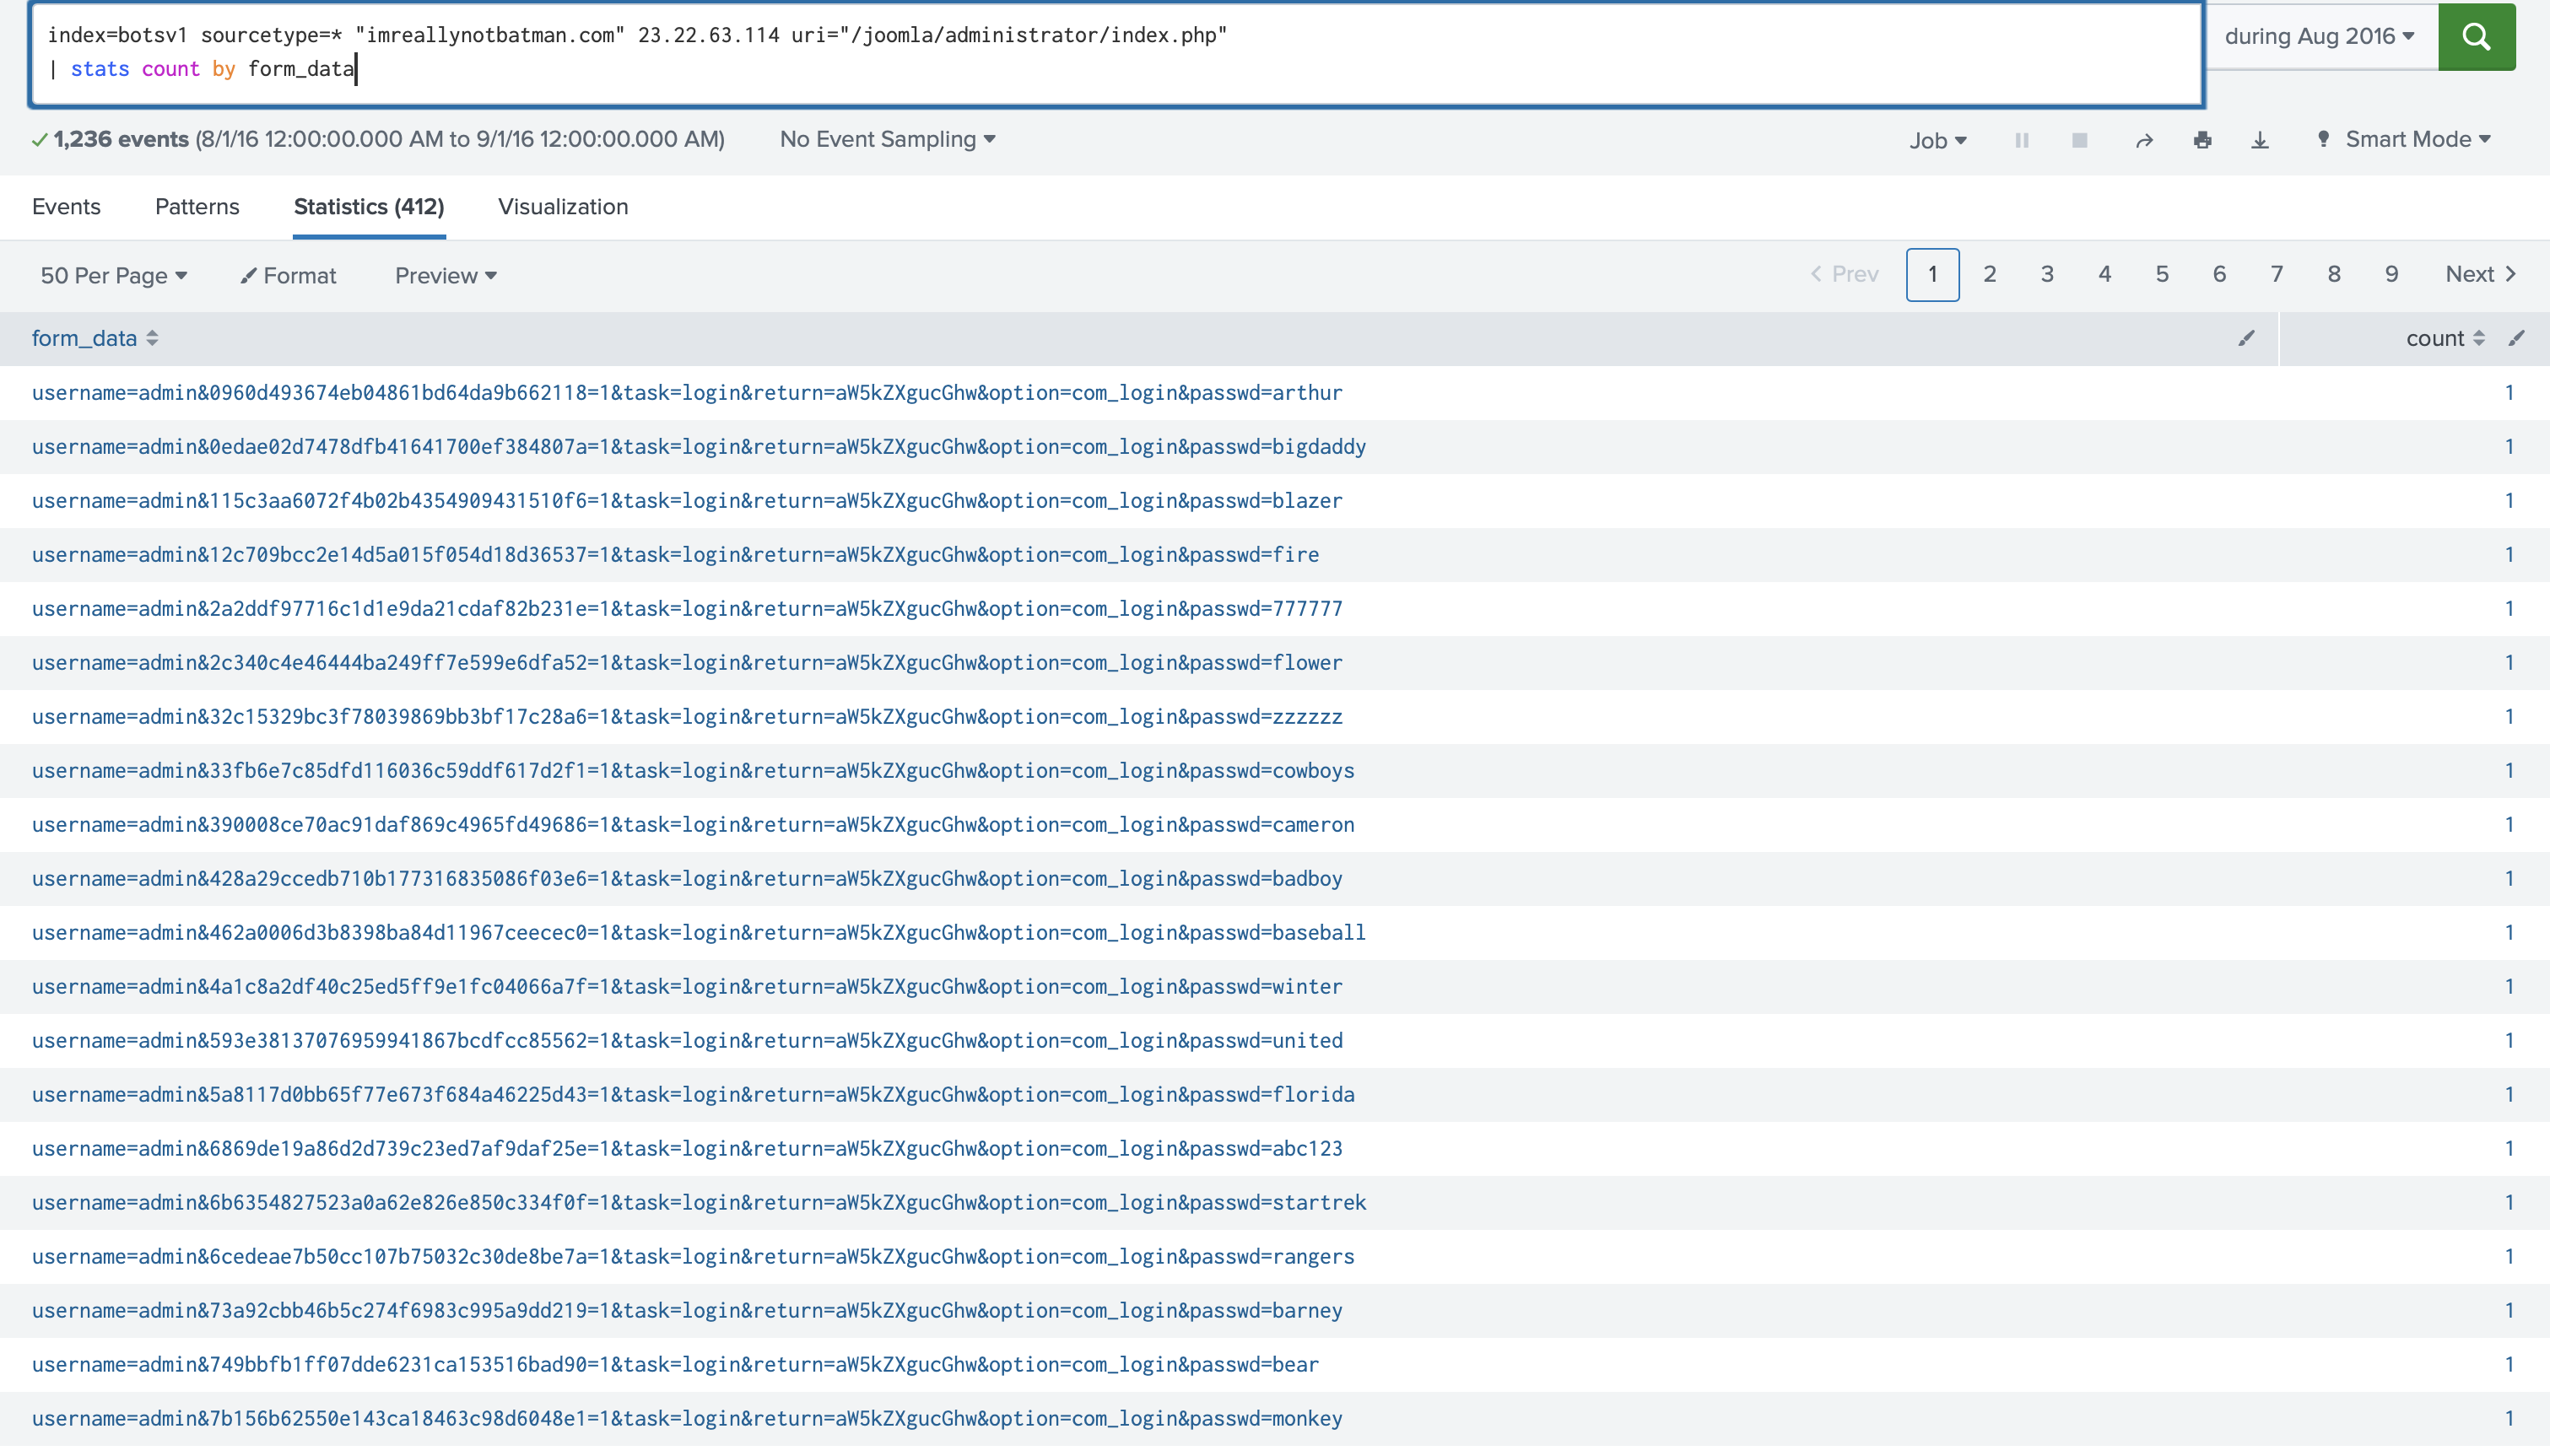 index=botsv1 sourcetype=* "imreallynotbatman.com" 23.22.63.114 uri="/joomla/administrator/index.php"
| stats count by form_data
during Aug 2016
1,236 events (8/1/16 12:00:00.000 AM to 9/1/16 12:00:00.000 AM) No Event Sampling Job Smart Mode
Events Patterns Statistics (412) Visualization
50 Per Page Format Preview Prev 1 2 3 4 5 6 7 8 9 Next
form_data count
username=admin&0960d493674eb04861bd64da9b662118=1&task=login&return=aW5kZXgucGhw&option=com_login&passwd=arthur 1
username=admin&0edae02d7478dfb41641700ef384807a=1&task=login&return=aW5kZXgucGhw&option=com_login&passwd=bigdaddy 1
username=admin&115c3aa6072f4b02b4354909431510f6=1&task=login&return=aW5kZXgucGhw&option=com_login&passwd=blazer 1
username=admin&12c709bcc2e14d5a015f054d18d36537=1&task=login&return=aW5kZXgucGhw&option=com_login&passwd=fire 1
username=admin&2a2ddf97716c1d1e9da21cdaf82b231e=1&task=login&return=aW5kZXgucGhw&option=com_login&passwd=777777 1
username=admin&2c340c4e46444ba249ff7e599e6dfa52=1&task=login&return=aW5kZXgucGhw&option=com_login&passwd=flower 1
username=admin&32c15329bc3f78039869bb3bf17c28a6=1&task=login&return=aW5kZXgucGhw&option=com_login&passwd=zzzzzz 1
username=admin&33fb6e7c85dfd116036c59ddf617d2f1=1&task=login&return=aW5kZXgucGhw&option=com_login&passwd=cowboys 1
username=admin&390008ce70ac91daf869c4965fd49686=1&task=login&return=aW5kZXgucGhw&option=com_login&passwd=cameron 1
username=admin&428a29ccedb710b177316835086f03e6=1&task=login&return=aW5kZXgucGhw&option=com_login&passwd=badboy 1
username=admin&462a0006d3b8398ba84d11967ceecec0=1&task=login&return=aW5kZXgucGhw&option=com_login&passwd=baseball 1
username=admin&4a1c8a2df40c25ed5ff9e1fc04066a7f=1&task=login&return=aW5kZXgucGhw&option=com_login&passwd=winter 1
username=admin&593e38137076959941867bcdfcc85562=1&task=login&return=aW5kZXgucGhw&option=com_login&passwd=united 1
username=admin&5a8117d0bb65f77e673f684a46225d43=1&task=login&return=aW5kZXgucGhw&option=com_login&passwd=florida 1
username=admin&6869de19a86d2d739c23ed7af9daf25e=1&task=login&return=aW5kZXgucGhw&option=com_login&passwd=abc123 1
username=admin&6b6354827523a0a62e826e850c334f0f=1&task=login&return=aW5kZXgucGhw&option=com_login&passwd=startrek 1
username=admin&6cedeae7b50cc107b75032c30de8be7a=1&task=login&return=aW5kZXgucGhw&option=com_login&passwd=rangers 1
username=admin&73a92cbb46b5c274f6983c995a9dd219=1&task=login&return=aW5kZXgucGhw&option=com_login&passwd=barney 1
username=admin&749bbfb1ff07dde6231ca153516bad90=1&task=login&return=aW5kZXgucGhw&option=com_login&passwd=bear 1
username=admin&7b156b62550e143ca18463c98d6048e1=1&task=login&return=aW5kZXgucGhw&option=com_login&passwd=monkey 1